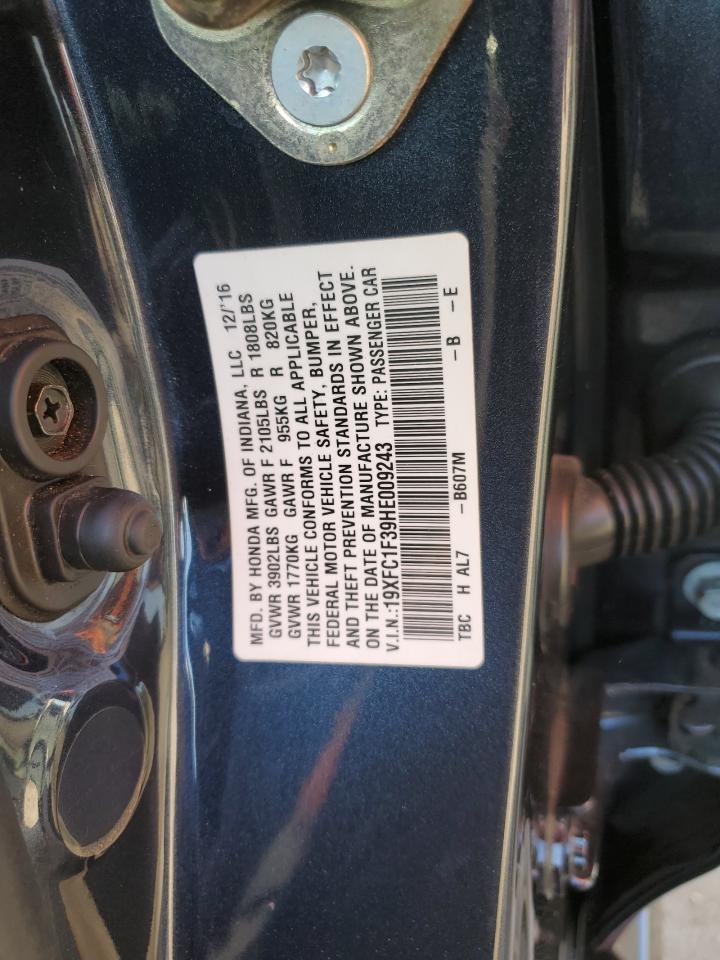 MFD. BY HONDA MFG. OF INDIANA, LLC 12/'16
GVWR 3902LBS GAWR F 2105LBS R 1808LBS
GVWR 1770KG GAWR F 955KG R 820KG
THIS VEHICLE CONFORMS TO ALL APPLICABLE
FEDERAL MOTOR VEHICLE SAFETY, BUMPER,
AND THEFT PREVENTION STANDARDS IN EFFECT
ON THE DATE OF MANUFACTURE SHOWN ABOVE.
V.I.N.:19XFC1F39HE009243 TYPE: PASSENGER CAR
TBC H AL7 -B607M -B -E